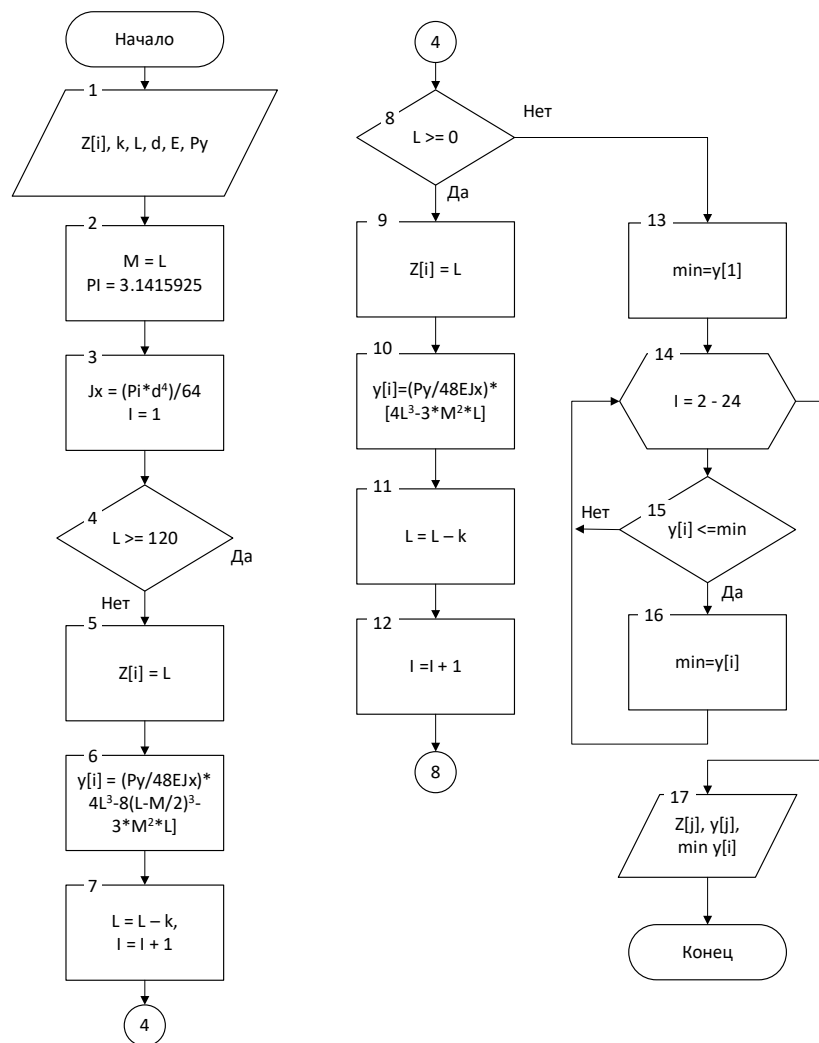 Начало
1
Z[i], k, L, d, E, Py
2
M = L
PI = 3.1415925
3
Jx = (Pi*d⁴)/64
I = 1
4
L >= 120
Да
Нет
5
Z[i] = L
6
y[i] = (Py/48EJx)*
4L³-8(L-M/2)³-
3*M²*L]
7
L = L – k,
I = I + 1
4
4
8
L >= 0
Нет
Да
9
Z[i] = L
10
y[i]=(Py/48EJx)*
[4L³-3*M²*L]
11
L = L – k
12
I =I + 1
8
13
min=y[1]
14
I = 2 - 24
Нет
15
y[i] <=min
Да
16
min=y[i]
17
Z[j], y[j],
min y[i]
Конец